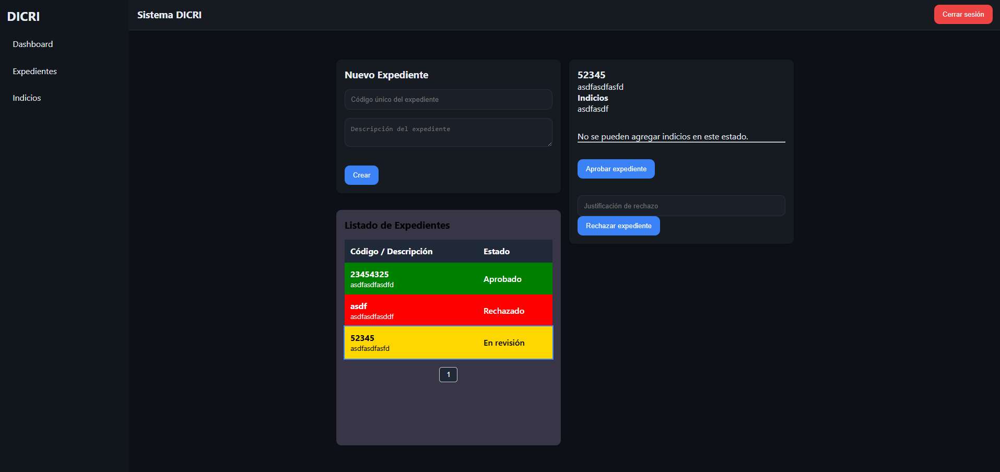 DICRI
Dashboard
Expedientes
Indicios
Sistema DICRI
Cerrar sesión
Nuevo Expediente
Código único del expediente
Descripción del expediente
Crear
Listado de Expedientes
Código / Descripción Estado
23454325
asdfasdfasdfd
Aprobado
asdf
asdfasdfasddf
Rechazado
52345
asdfasdfasfd
En revisión
1
52345
asdfasdfasfd
Indicios
asdfasdf
No se pueden agregar indicios en este estado.
Aprobar expediente
Justificación de rechazo
Rechazar expediente